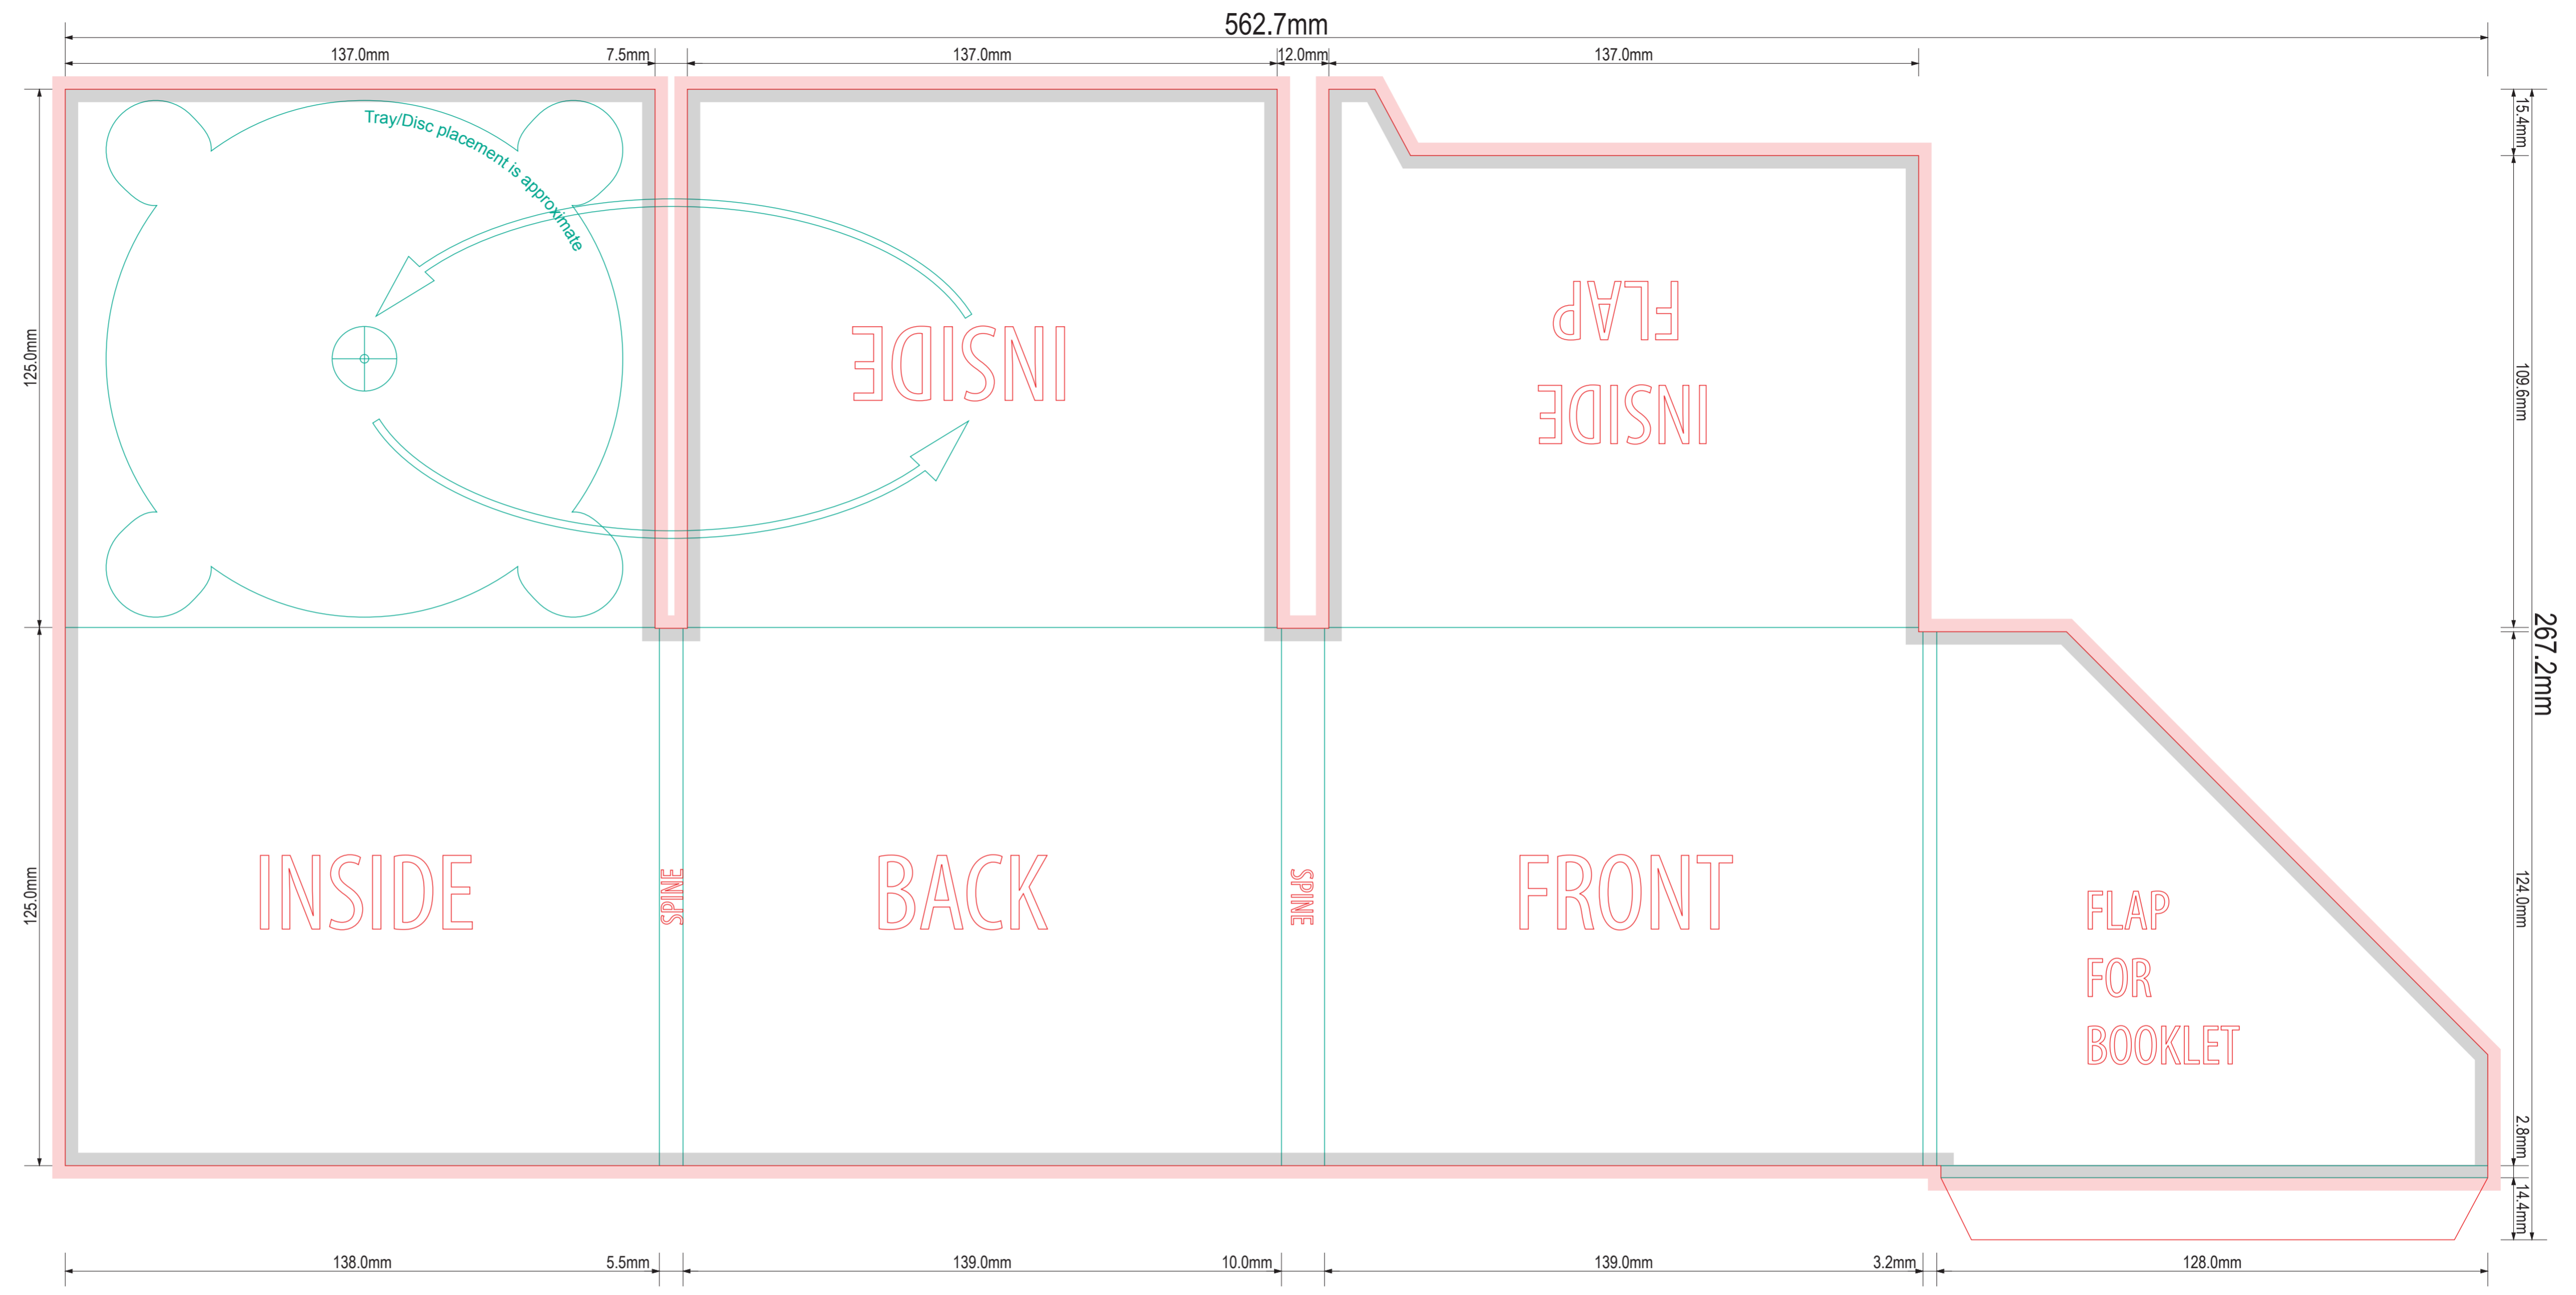 562.7mm
137.0mm
7.5mm
137.0mm
12.0mm
137.0mm
15.4mm
Tray/Disc placement is approximate
FLAP
INSIDE
INSIDE
125.0mm
109.6mm
267.2mm
INSIDE
SPINE
BACK
SPINE
FRONT
FLAP
FOR
BOOKLET
125.0mm
124.0mm
2.8mm
14.4mm
138.0mm
5.5mm
139.0mm
10.0mm
139.0mm
3.2mm
128.0mm